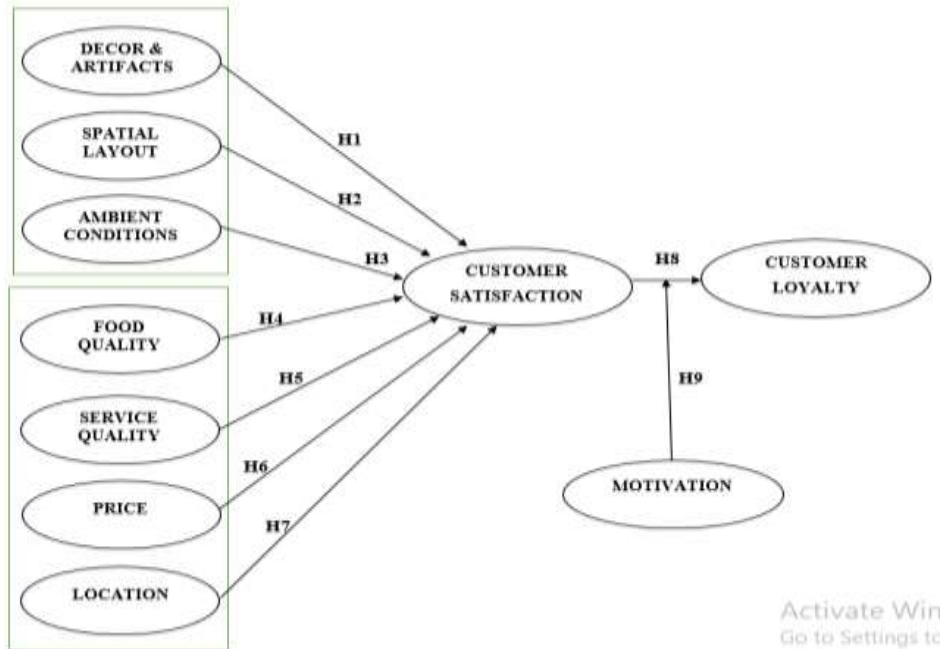 DECOR &
ARTIFACTS
SPATIAL
LAYOUT
AMBIENT
CONDITIONS
FOOD
QUALITY
SERVICE
QUALITY
PRICE
LOCATION
H1
H2
H3
H4
H5
H6
H7
CUSTOMER
SATISFACTION
H8
CUSTOMER
LOYALTY
H9
MOTIVATION
Activate Win
Go to Settings to